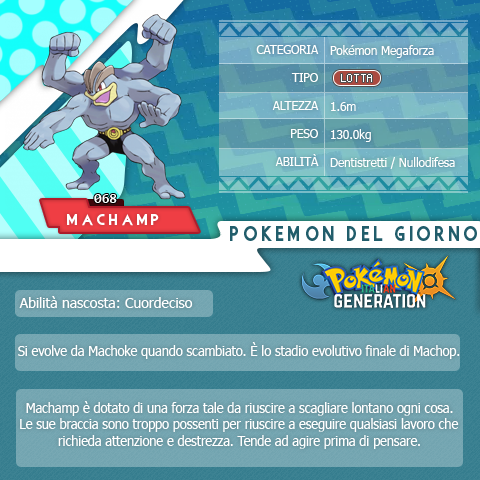 CATEGORIA Pokémon Megaforza
TIPO LOTTA
ALTEZZA 1.6m
PESO 130.0kg
ABILITÀ Dentistretti / Nullodifesa
068
MACHAMP
POKEMON DEL GIORNO
POKéMON
ITALIAN
GENERATION
Abilità nascosta: Cuordeciso
Si evolve da Machoke quando scambiato. È lo stadio evolutivo finale di Machop.
Machamp è dotato di una forza tale da riuscire a scagliare lontano ogni cosa.
Le sue braccia sono troppo possenti per riuscire a eseguire qualsiasi lavoro che
richieda attenzione e destrezza. Tende ad agire prima di pensare.